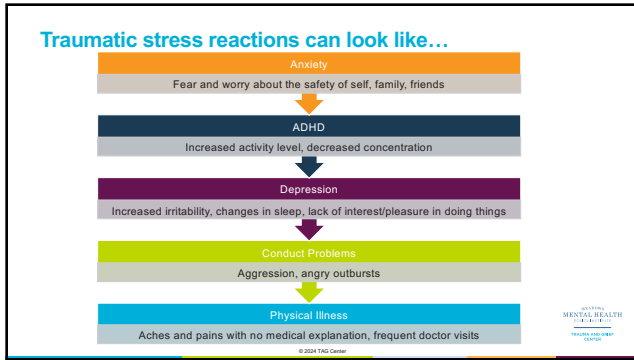 Traumatic stress reactions can look like…
Anxiety
Fear and worry about the safety of self, family, friends
ADHD
Increased activity level, decreased concentration
Depression
Increased irritability, changes in sleep, lack of interest/pleasure in doing things
Conduct Problems
Aggression, angry outbursts
Physical Illness
Aches and pains with no medical explanation, frequent doctor visits
MEADOWS
MENTAL HEALTH
POLICY INSTITUTE
TRAUMA AND GRIEF
CENTER
© 2024 TAG Center